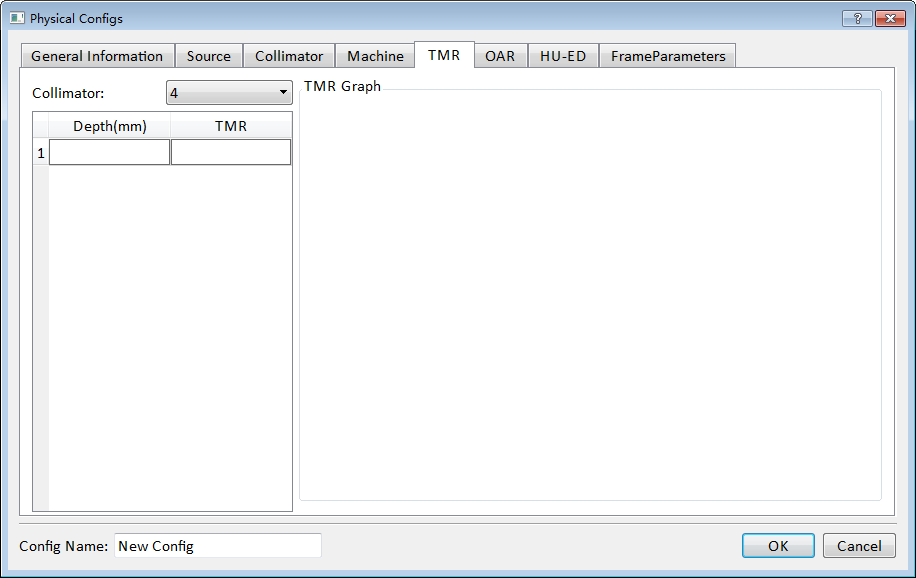 Physical Configs
General Information Source Collimator Machine TMR OAR HU-ED FrameParameters
Collimator: 4 TMR Graph
Depth(mm) TMR
1
Config Name: New Config OK Cancel